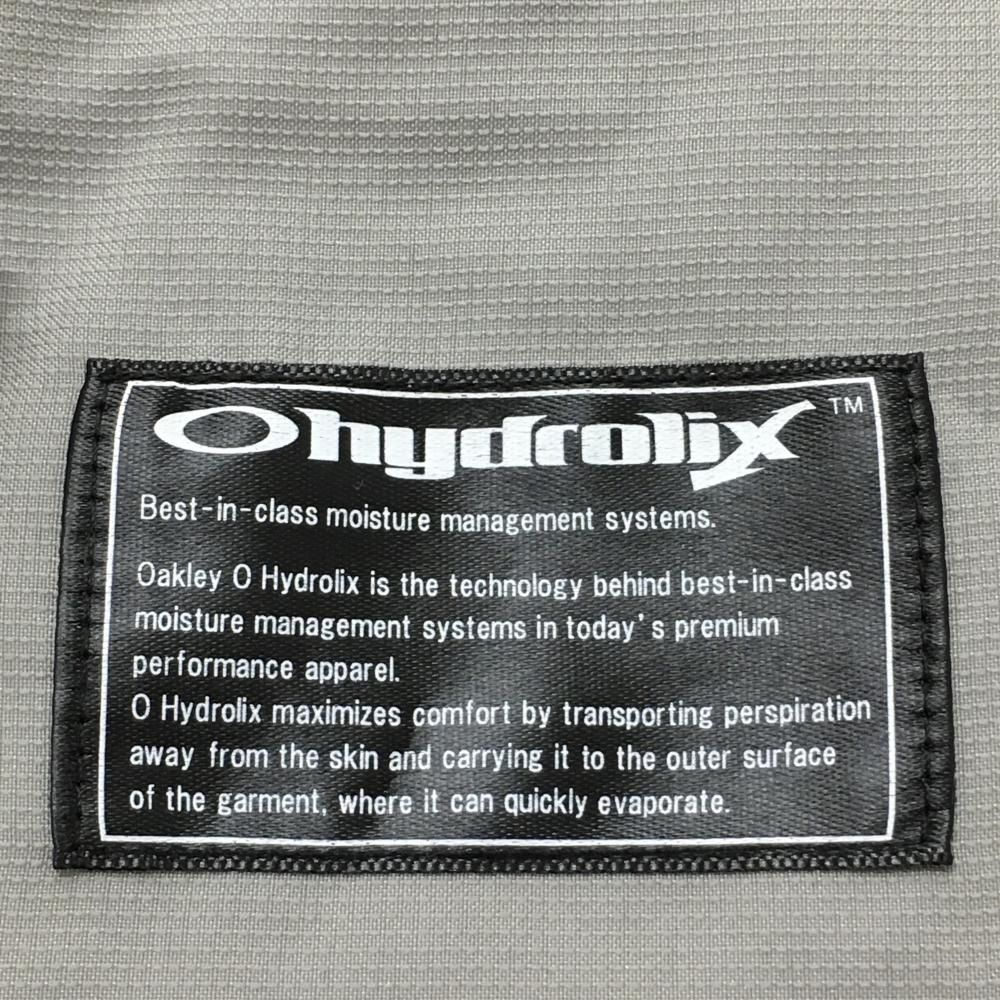 O hydrolix™
Best-in-class moisture management systems.
Oakley O Hydrolix is the technology behind best-in-class
moisture management systems in today's premium
performance apparel.
O Hydrolix maximizes comfort by transporting perspiration
away from the skin and carrying it to the outer surface
of the garment, where it can quickly evaporate.